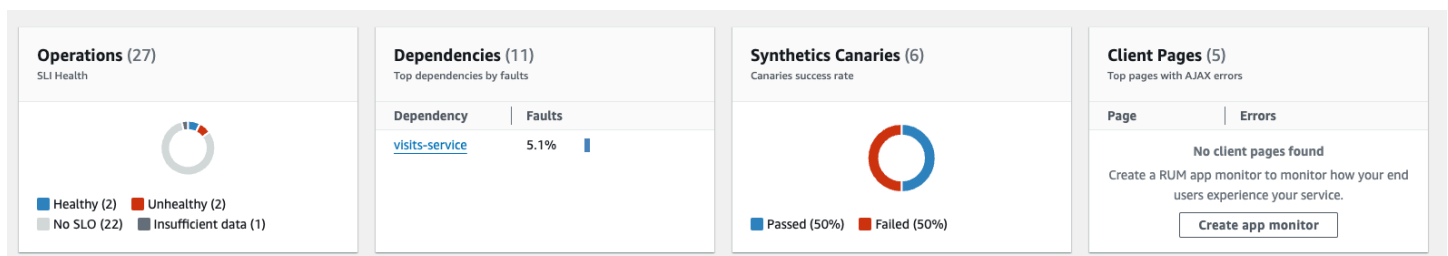 Operations (27)
SLI Health
Healthy (2) Unhealthy (2)
No SLO (22) Insufficient data (1)
Dependencies (11)
Top dependencies by faults
Dependency Faults
visits-service 5.1%
Synthetics Canaries (6)
Canaries success rate
Passed (50%) Failed (50%)
Client Pages (5)
Top pages with AJAX errors
Page Errors
No client pages found
Create a RUM app monitor to monitor how your end
users experience your service.
Create app monitor